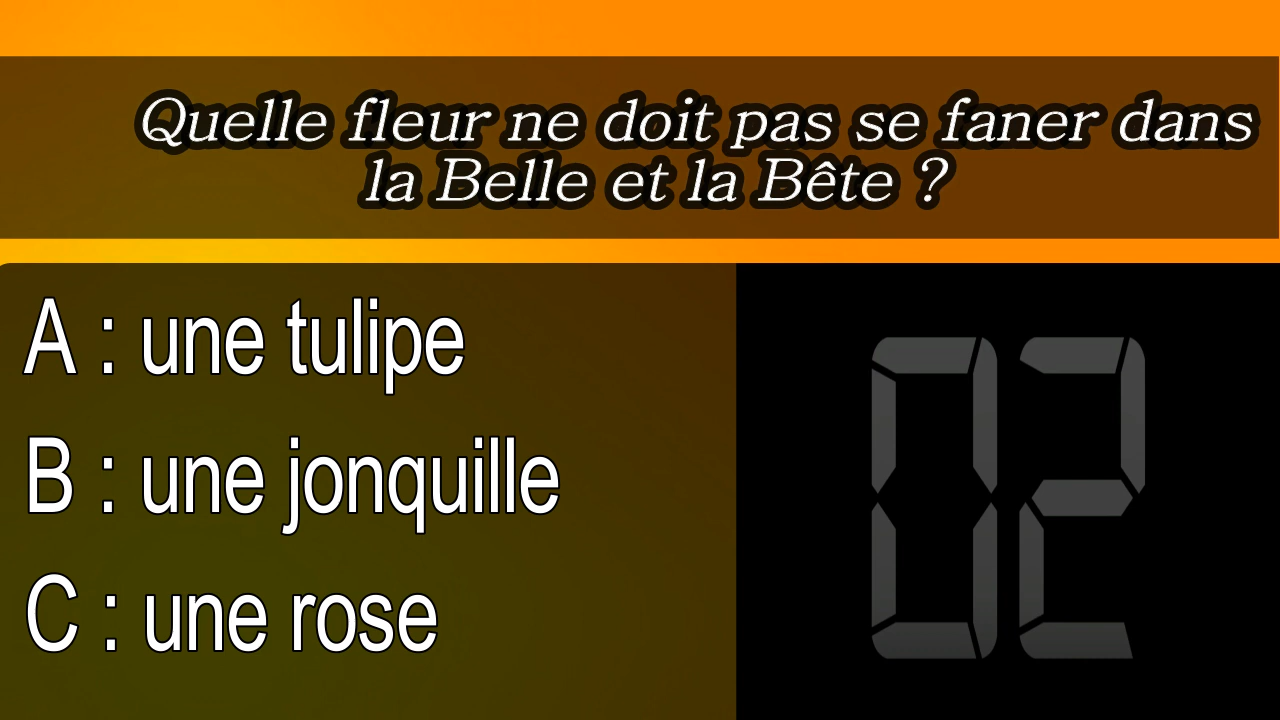 Quelle fleur ne doit pas se faner dans
la Belle et la Bête ?
A : une tulipe
B : une jonquille
C : une rose
02